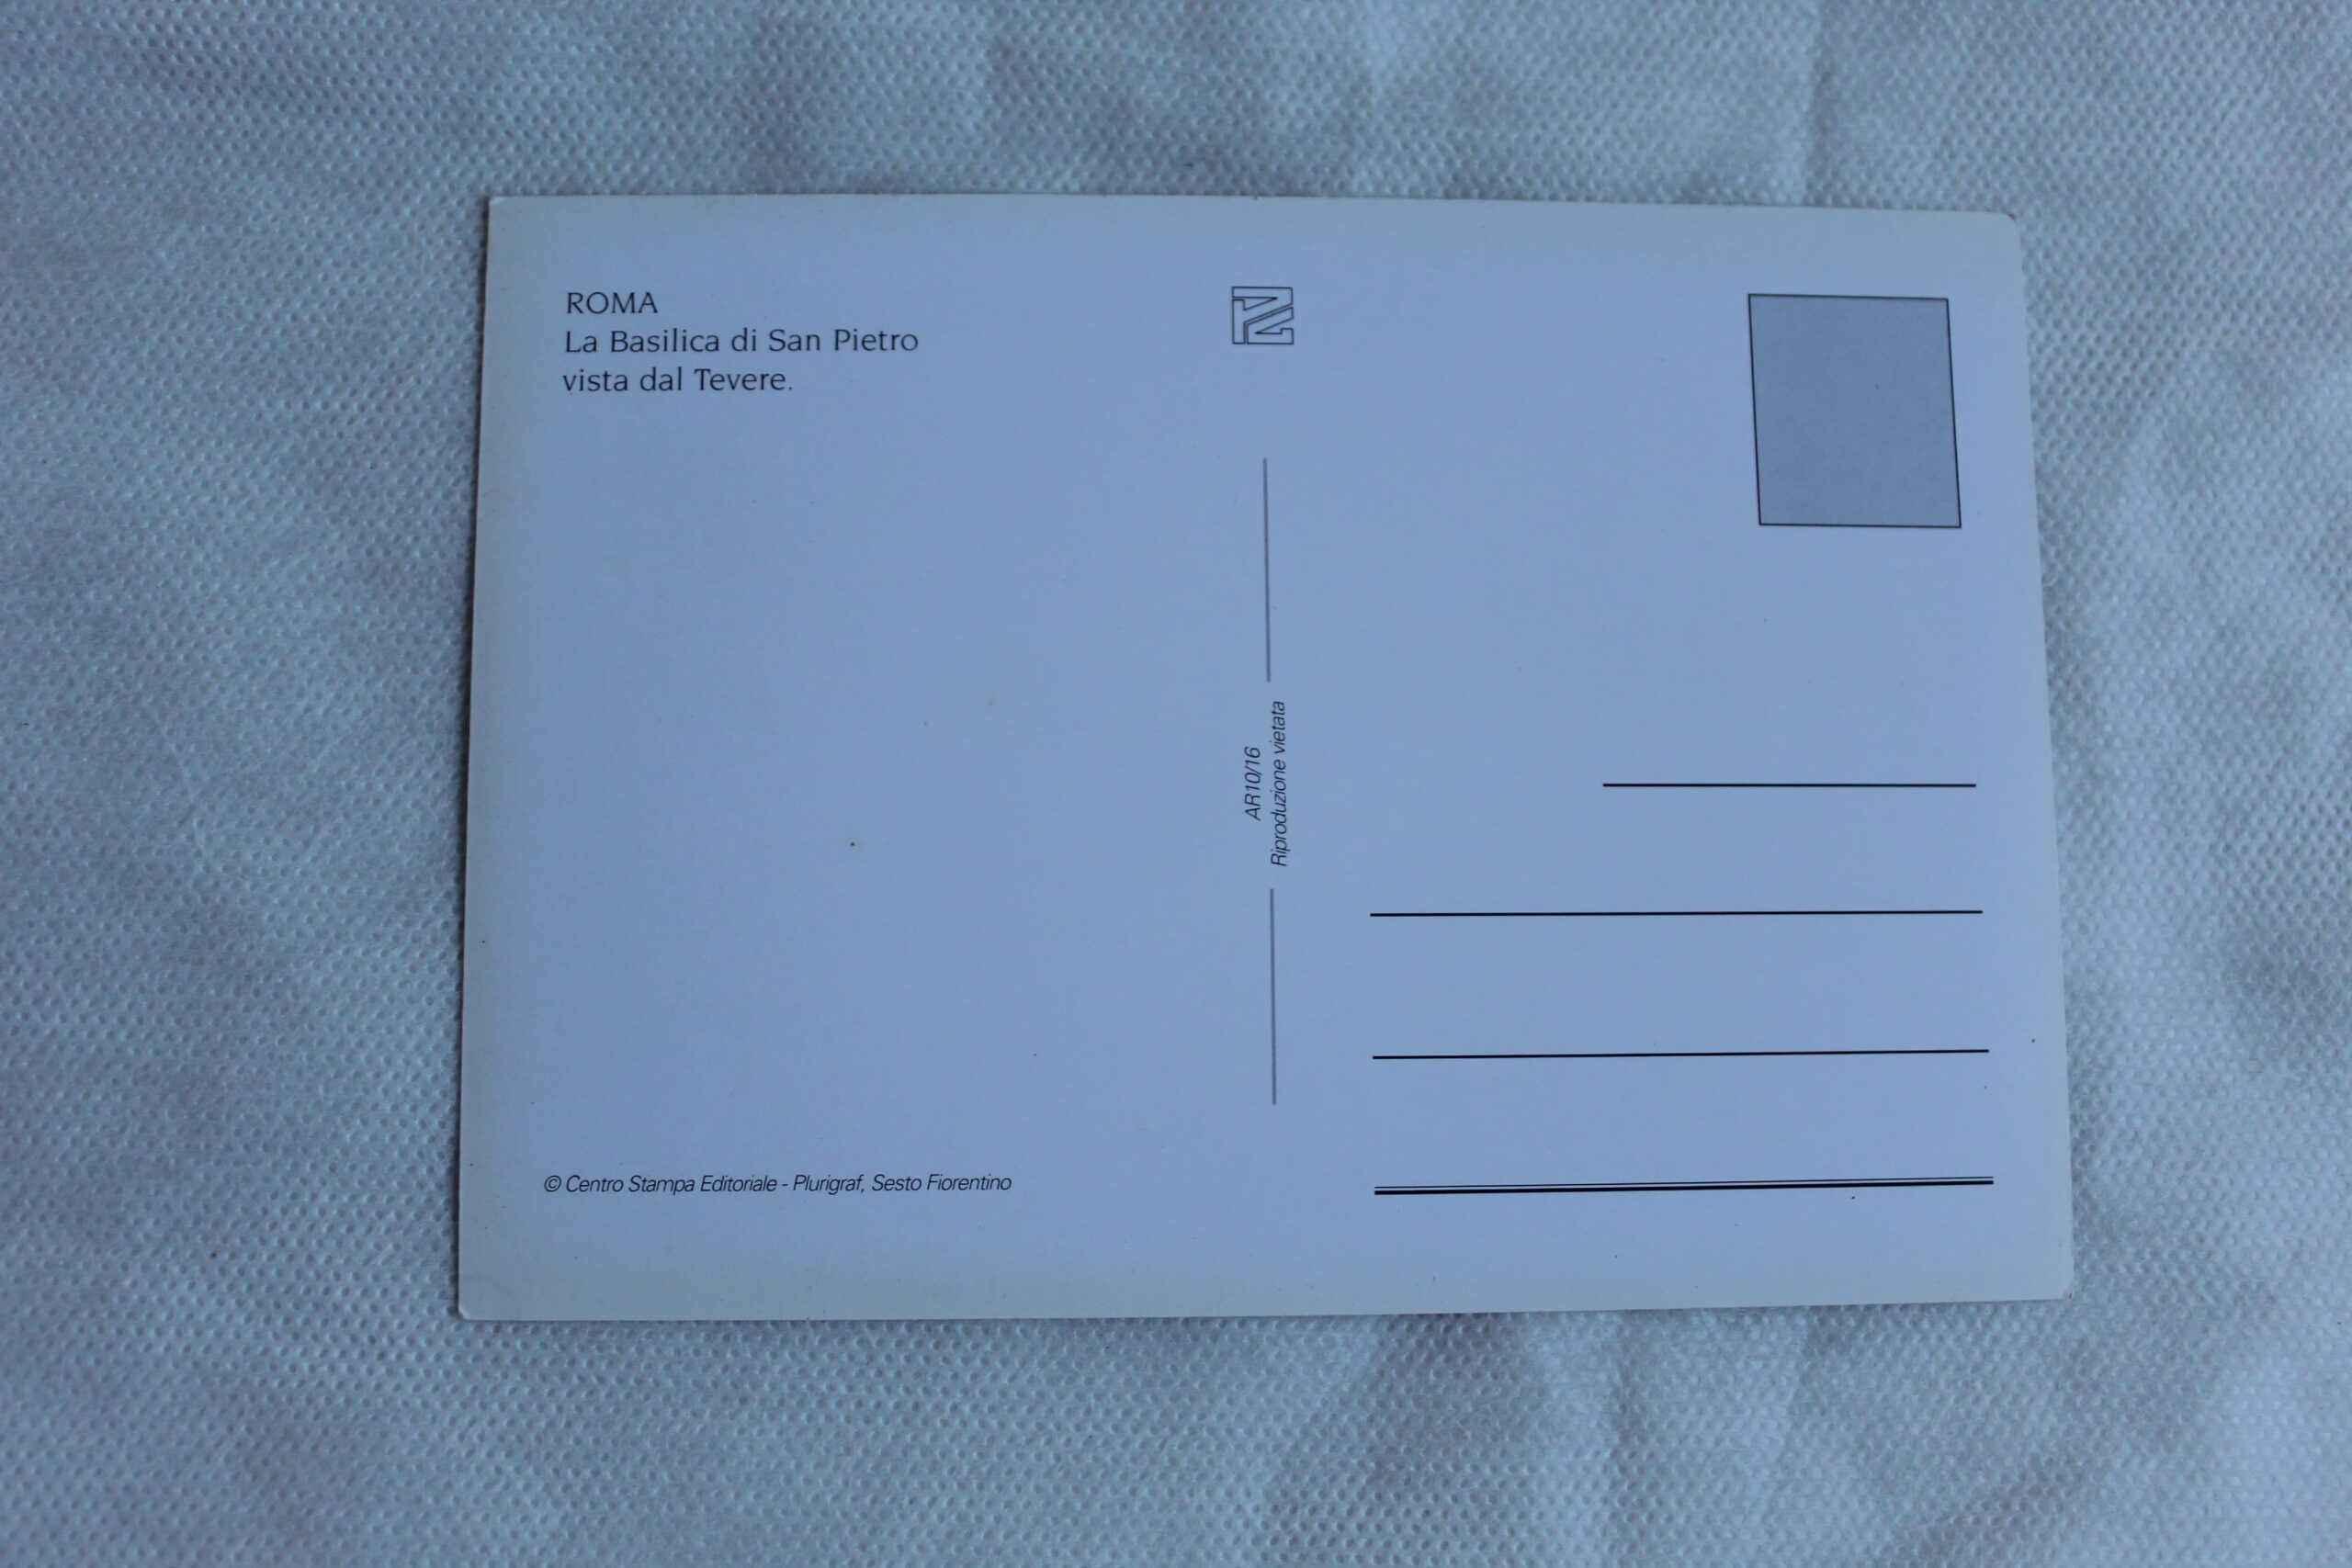 ROMA
La Basilica di San Pietro
vista dal Tevere.
AR10/16
Riproduzione vietata
© Centro Stampa Editoriale - Plurigraf, Sesto Fiorentino